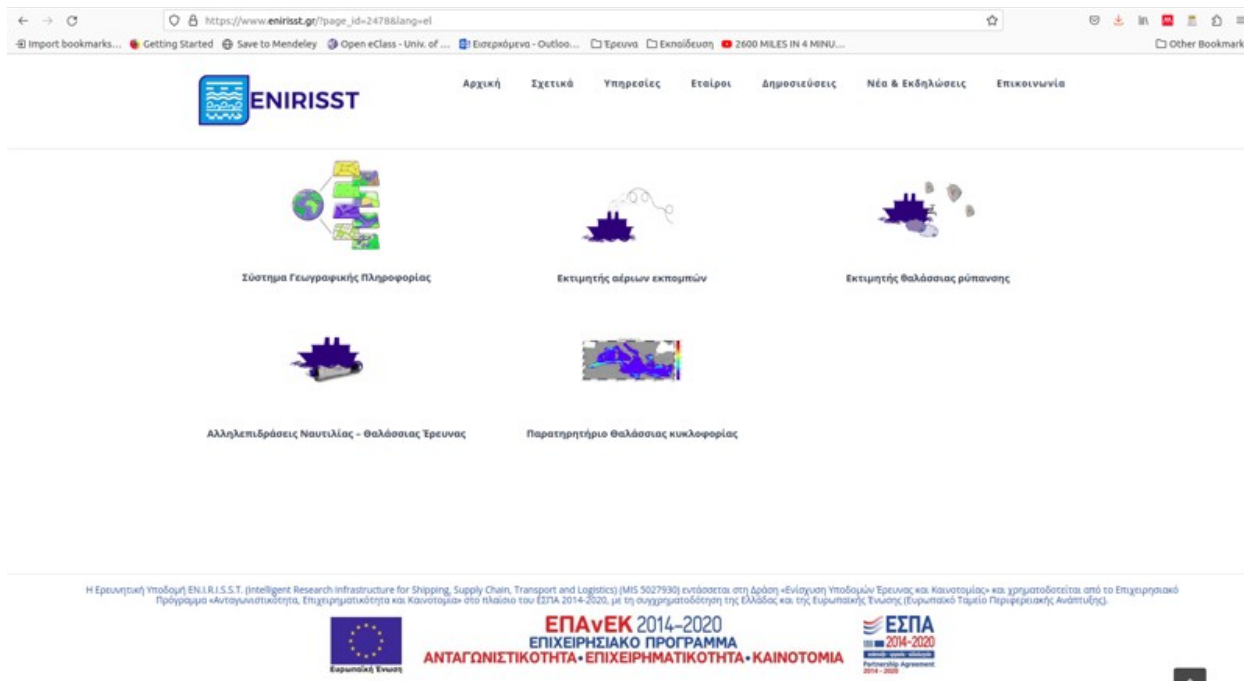 https://www.enirisst.gr/?page_id=2478&lang=el
Import bookmarks... Getting Started Save to Mendeley Open eClass - Univ. of ... Εισερχόμενα - Outloo... Έρευνα Εκπαίδευση 2600 MILES IN 4 MINU... Other Bookmark
ENIRISST
Αρχική Σχετικά Υπηρεσίες Εταίροι Δημοσιεύσεις Νέα & Εκδηλώσεις Επικοινωνία
Σύστημα Γεωγραφικής Πληροφορίας Εκτιμητής αέριων εκπομπών Εκτιμητής θαλάσσιας ρύπανσης
Αλληλεπιδράσεις Ναυτιλίας – Θαλάσσιας Έρευνας Παρατηρητήριο Θαλάσσιας κυκλοφορίας
Η Ερευνητική Υποδομή EN.I.R.I.S.S.T. (Intelligent Research Infrastructure for Shipping, Supply Chain, Transport and Logistics) (MIS 5027930) εντάσσεται στη Δράση «Ενίσχυση Υποδομών Έρευνας και Καινοτομίας» και χρηματοδοτείται από το Επιχειρησιακό
Πρόγραμμα «Ανταγωνιστικότητα, Επιχειρηματικότητα και Καινοτομία» στο πλαίσιο του ΕΣΠΑ 2014-2020, με τη συγχρηματοδότηση της Ελλάδας και της Ευρωπαϊκής Ένωσης (Ευρωπαϊκό Ταμείο Περιφερειακής Ανάπτυξης).
Ευρωπαϊκή Ένωση
ΕΠΑνΕΚ 2014–2020
ΕΠΙΧΕΙΡΗΣΙΑΚΟ ΠΡΟΓΡΑΜΜΑ
ΑΝΤΑΓΩΝΙΣΤΙΚΟΤΗΤΑ•ΕΠΙΧΕΙΡΗΜΑΤΙΚΟΤΗΤΑ•ΚΑΙΝΟΤΟΜΙΑ
ΕΣΠΑ
2014-2020
Partnership Agreement
2014 - 2020